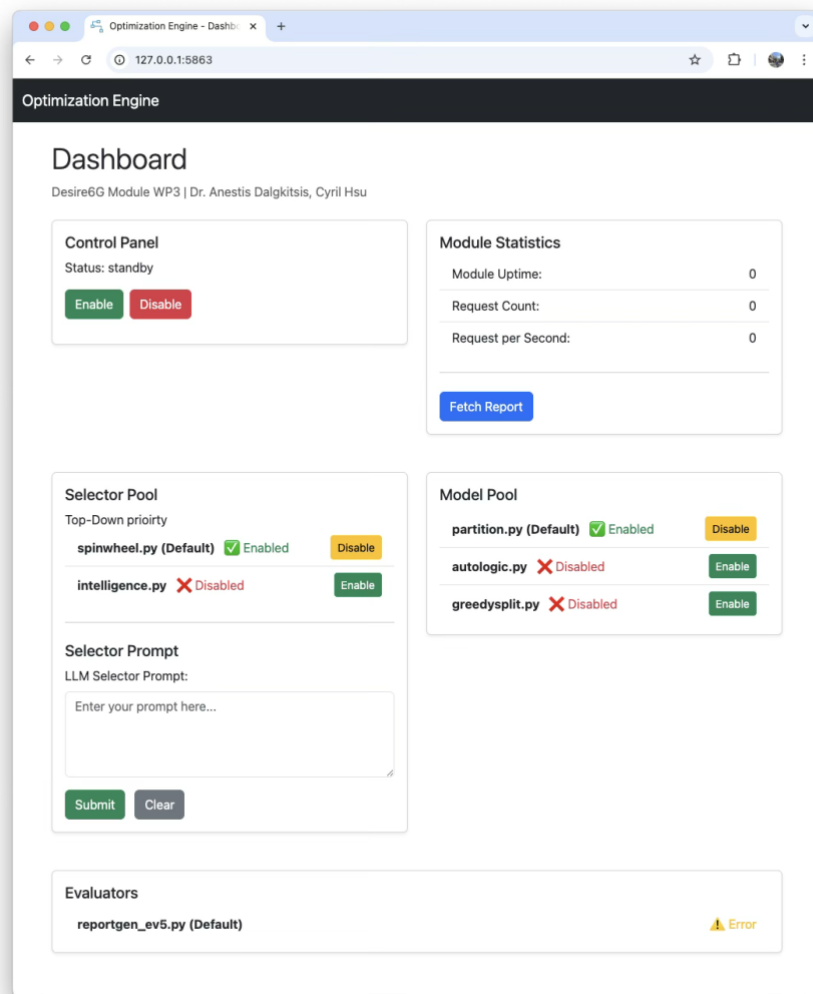 Optimization Engine - Dashb
127.0.0.1:5863
Optimization Engine
Dashboard
Desire6G Module WP3 | Dr. Anestis Dalgkitsis, Cyril Hsu
Control Panel
Status: standby
Enable Disable
Module Statistics
Module Uptime: 0
Request Count: 0
Request per Second: 0
Fetch Report
Selector Pool
Top-Down prioirty
spinwheel.py (Default) ✅ Enabled Disable
intelligence.py ❌ Disabled Enable
Selector Prompt
LLM Selector Prompt:
Enter your prompt here...
Submit Clear
Model Pool
partition.py (Default) ✅ Enabled Disable
autologic.py ❌ Disabled Enable
greedysplit.py ❌ Disabled Enable
Evaluators
reportgen_ev5.py (Default) ⚠️ Error